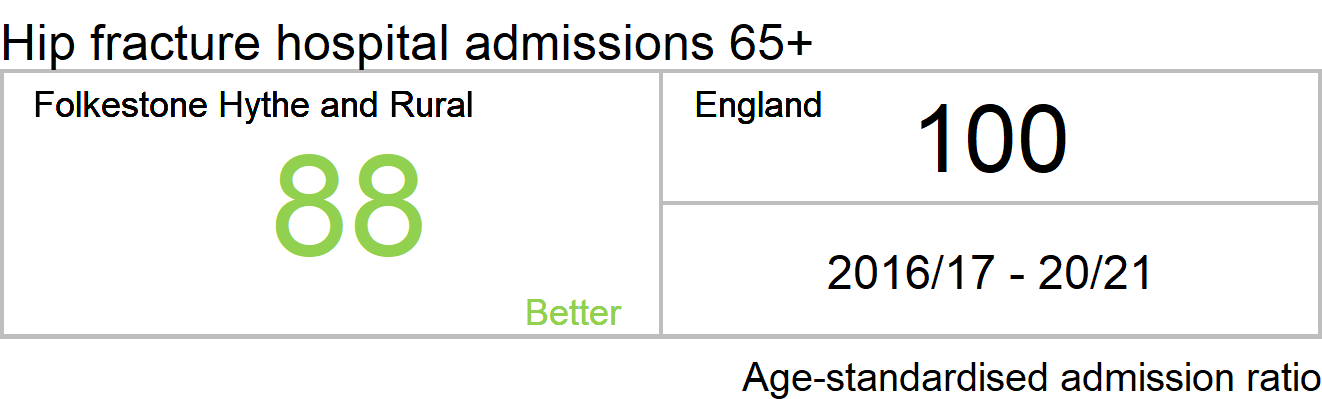 Hip fracture hospital admissions 65+
Folkestone Hythe and Rural
88
Better
England
100
2016/17 - 20/21
Age-standardised admission ratio